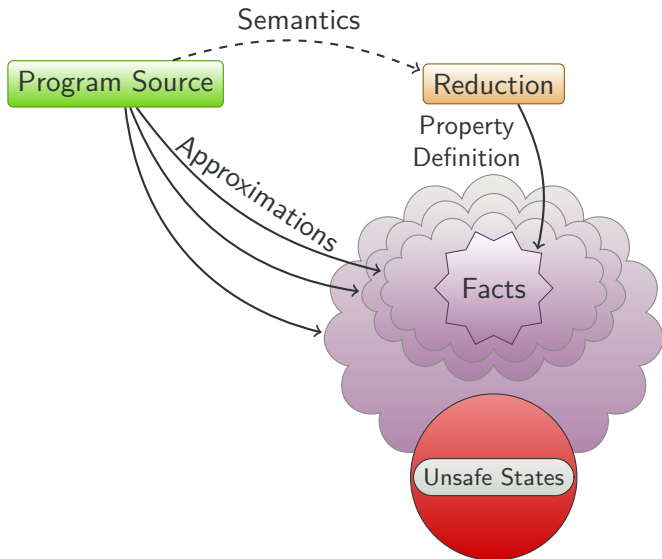 Semantics
Program Source
Reduction
Property
Definition
Approximations
Facts
Unsafe States